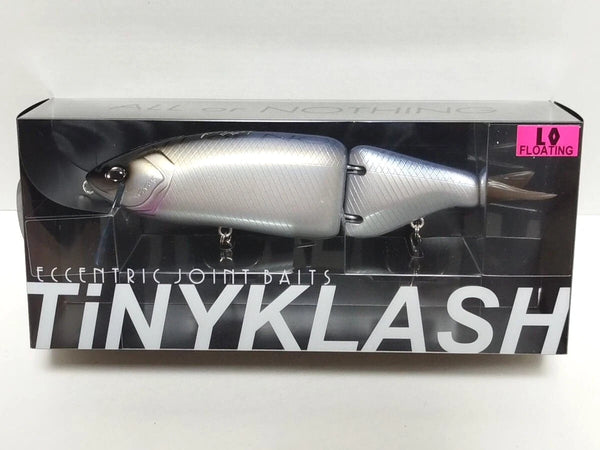 ALL or NOTHING
LO
FLOATING
ECCENTRIC JOINT BAITS
TiNYKLASH